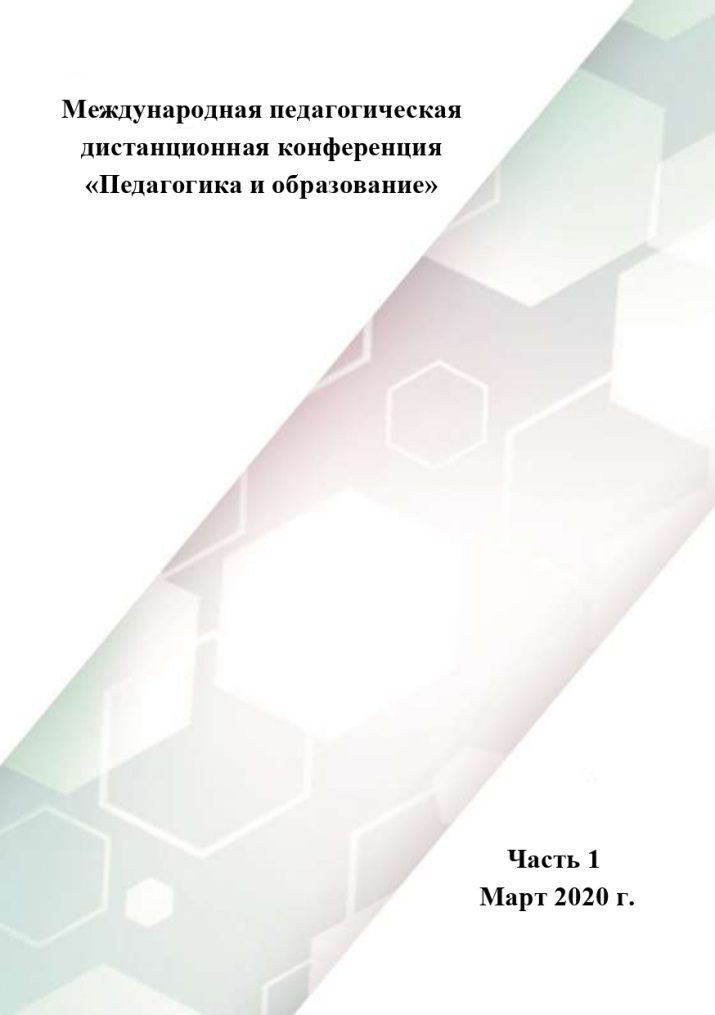 Международная педагогическая
дистанционная конференция
«Педагогика и образование»
Часть 1
Март 2020 г.